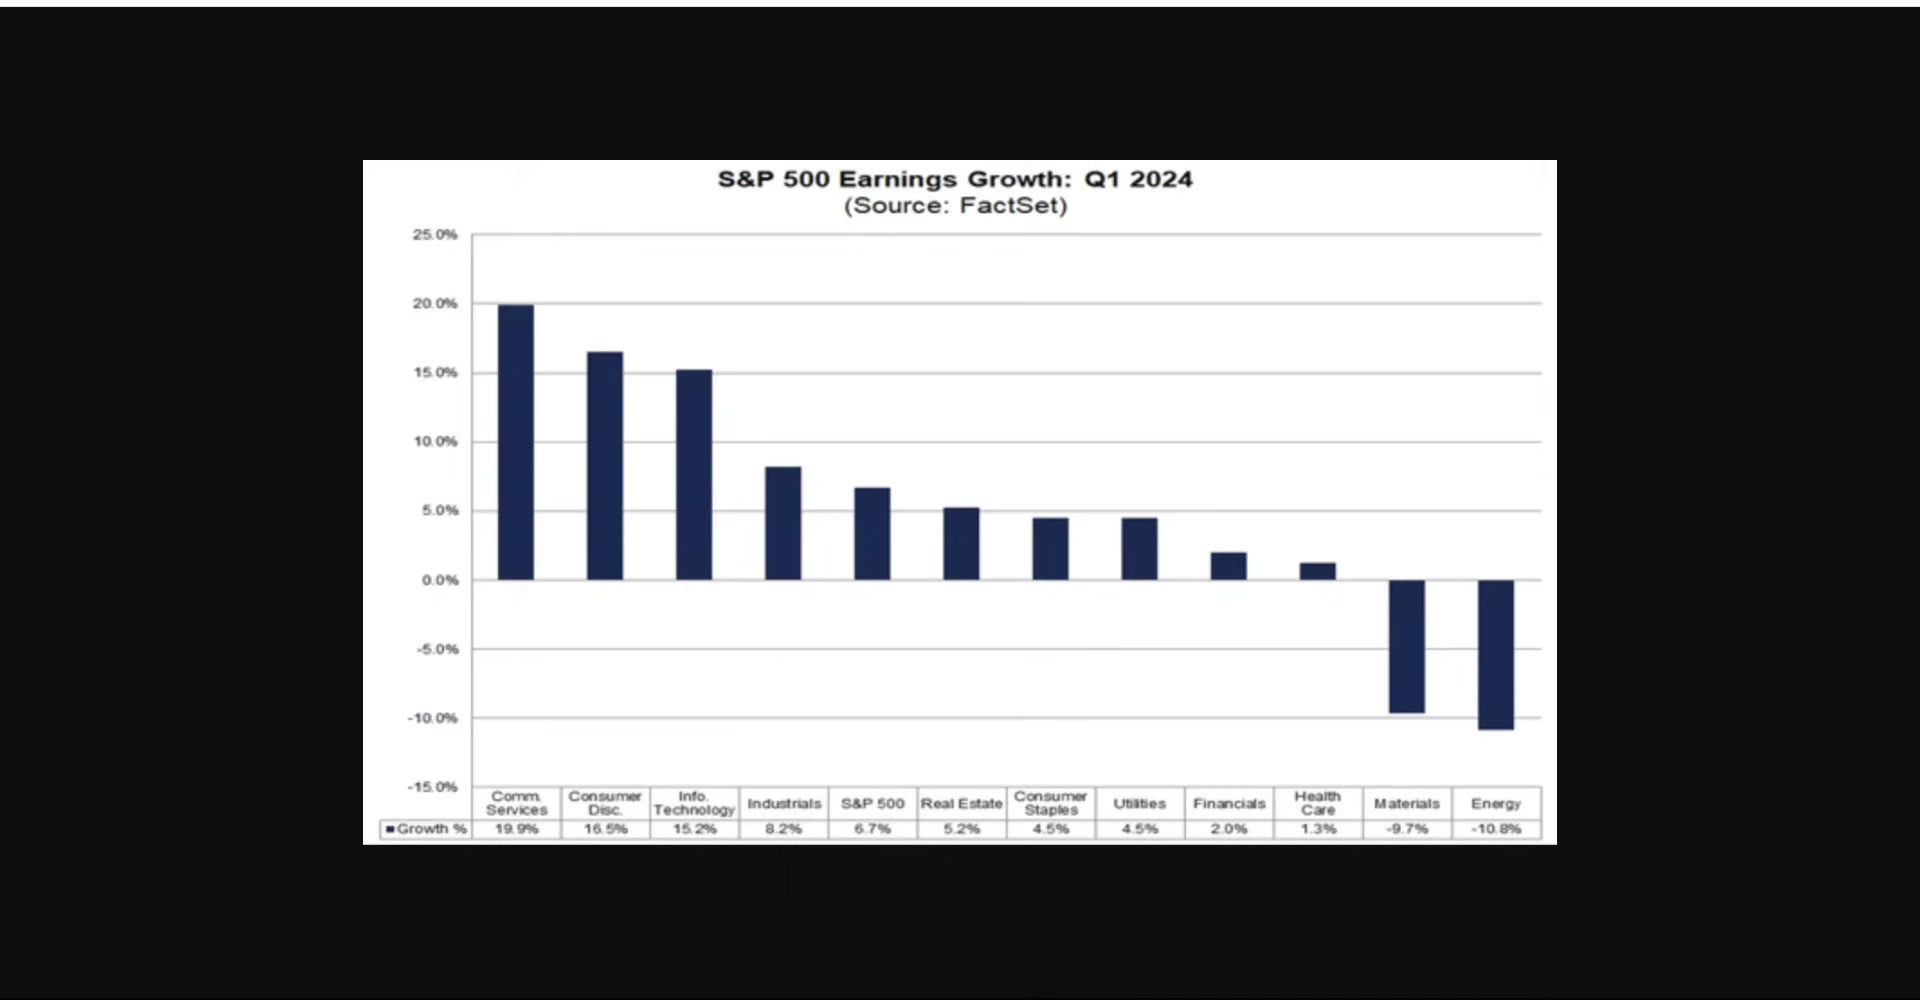 S&P 500 Earnings Growth: Q1 2024
(Source: FactSet)
25.0%
20.0%
15.0%
10.0%
5.0%
0.0%
-5.0%
-10.0%
-15.0%
Comm. Services Consumer Disc. Info. Technology Industrials S&P 500 Real Estate Consumer Staples Utilities Financials Health Care Materials Energy
Growth % 19.9% 16.5% 15.2% 8.2% 6.7% 5.2% 4.5% 4.5% 2.0% 1.3% -9.7% -10.8%